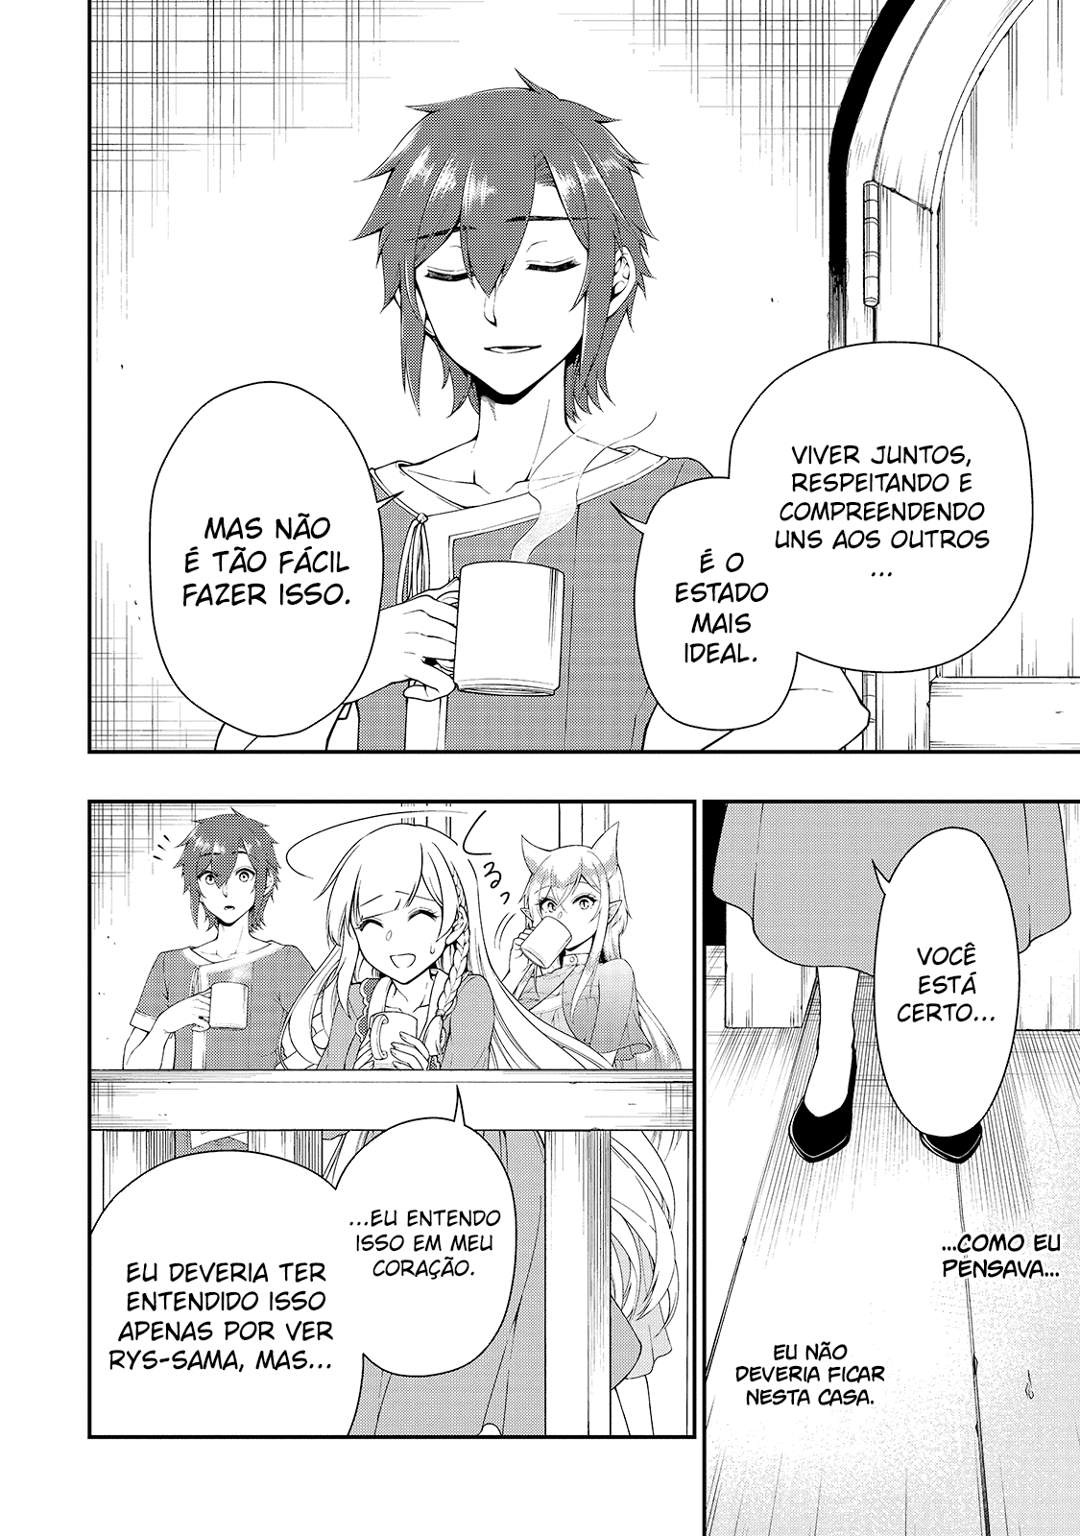 VIVER JUNTOS,
RESPEITANDO E
COMPREENDENDO
UNS AOS OUTROS
...
É O
ESTADO
MAIS
IDEAL.
MAS NÃO
É TÃO FÁCIL
FAZER ISSO.
VOCÊ
ESTÁ
CERTO...
...COMO EU
PENSAVA...
EU NÃO
DEVERIA FICAR
NESTA CASA.
...EU ENTENDO
ISSO EM MEU
CORAÇÃO.
EU DEVERIA TER
ENTENDIDO ISSO
APENAS POR VER
RYS-SAMA, MAS...